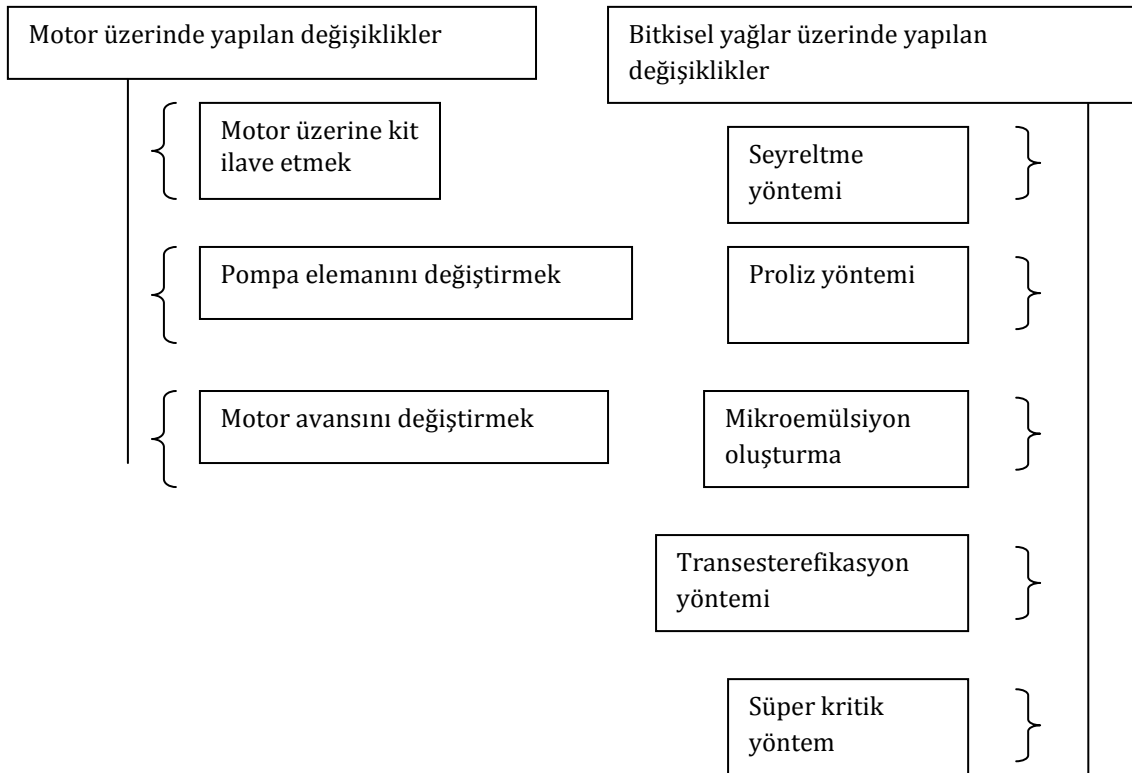 Motor üzerinde yapılan değişiklikler
Motor üzerine kit
ilave etmek
Pompa elemanını değiştirmek
Motor avansını değiştirmek
Bitkisel yağlar üzerinde yapılan
değişiklikler
Seyreltme
yöntemi
Proliz yöntemi
Mikroemülsiyon
oluşturma
Transesterefikasyon
yöntemi
Süper kritik
yöntem